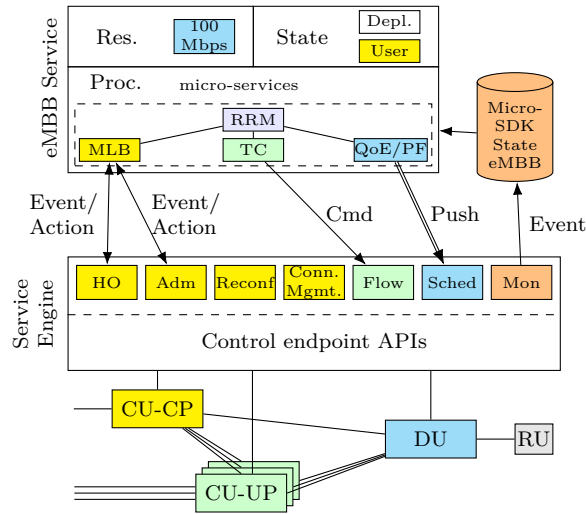 eMBB Service
Res.
100
Mbps
State
Depl.
User
Proc.
micro-services
RRM
MLB
TC
QoE/PF
Micro-
SDK
State
eMBB
Event/
Action
Event/
Action
Cmd
Push
Event
Service
Engine
HO
Adm
Reconf
Conn.
Mgmt.
Flow
Sched
Mon
Control endpoint APIs
CU-CP
DU
RU
CU-UP